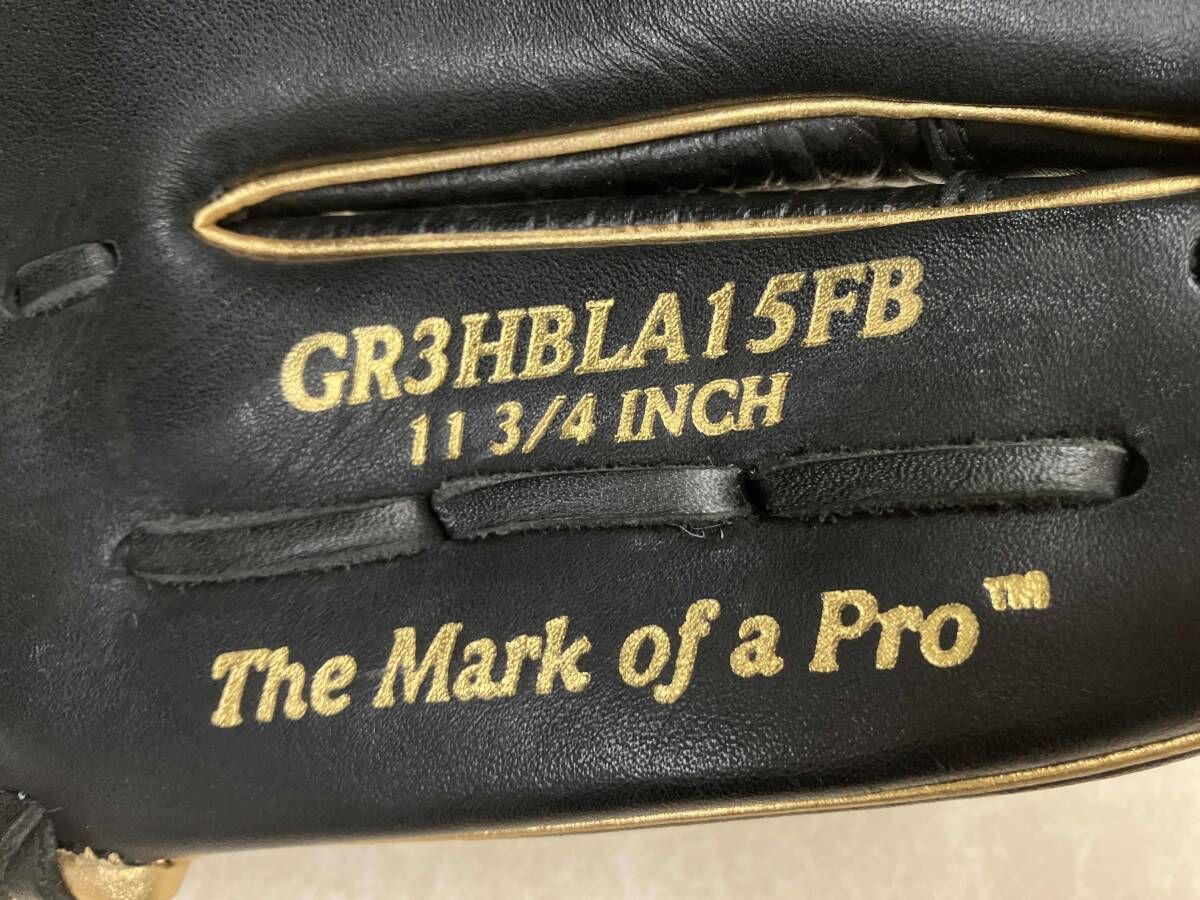 GR3HBLA15FB
11 3/4 INCH
The Mark of a Pro™